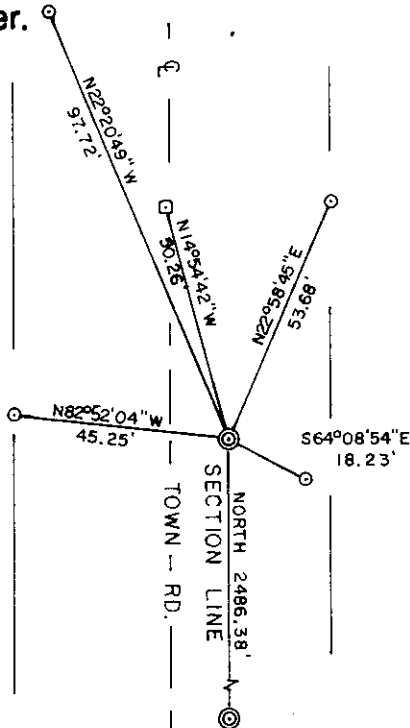 er.
℄
N22°20'49"W
97.72'
N14°54'42"W
50.26'
N22°58'45"E
53.68'
N82°52'04"W
45.25'
S64°08'54"E
18.23'
NORTH 2486.38'
SECTION LINE
TOWN RD.